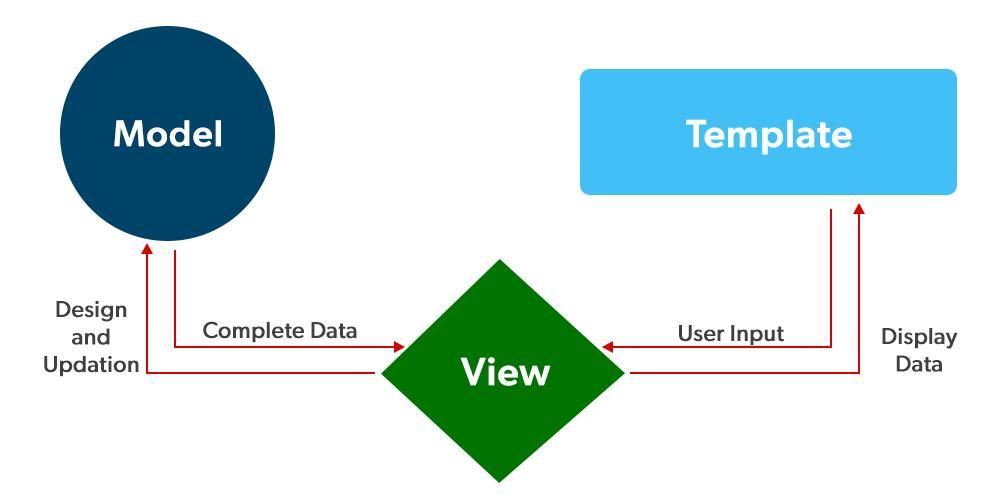 Model
Template
Design
and
Updation
Complete Data
View
User Input
Display
Data